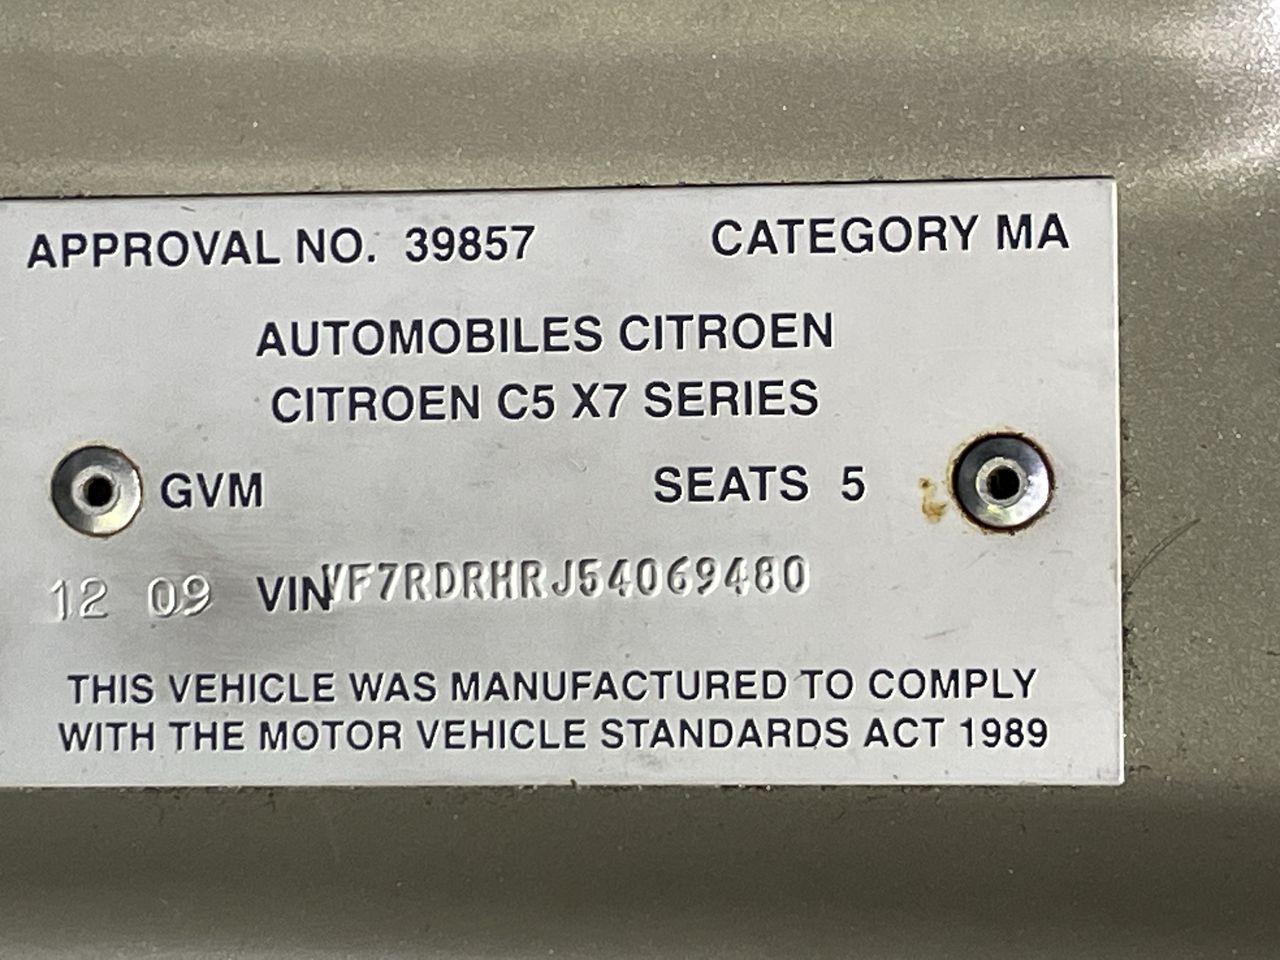 APPROVAL NO. 39857 CATEGORY MA
AUTOMOBILES CITROEN
CITROEN C5 X7 SERIES
GVM SEATS 5
12 09 VIN VF7RDRHRJ54069480
THIS VEHICLE WAS MANUFACTURED TO COMPLY
WITH THE MOTOR VEHICLE STANDARDS ACT 1989